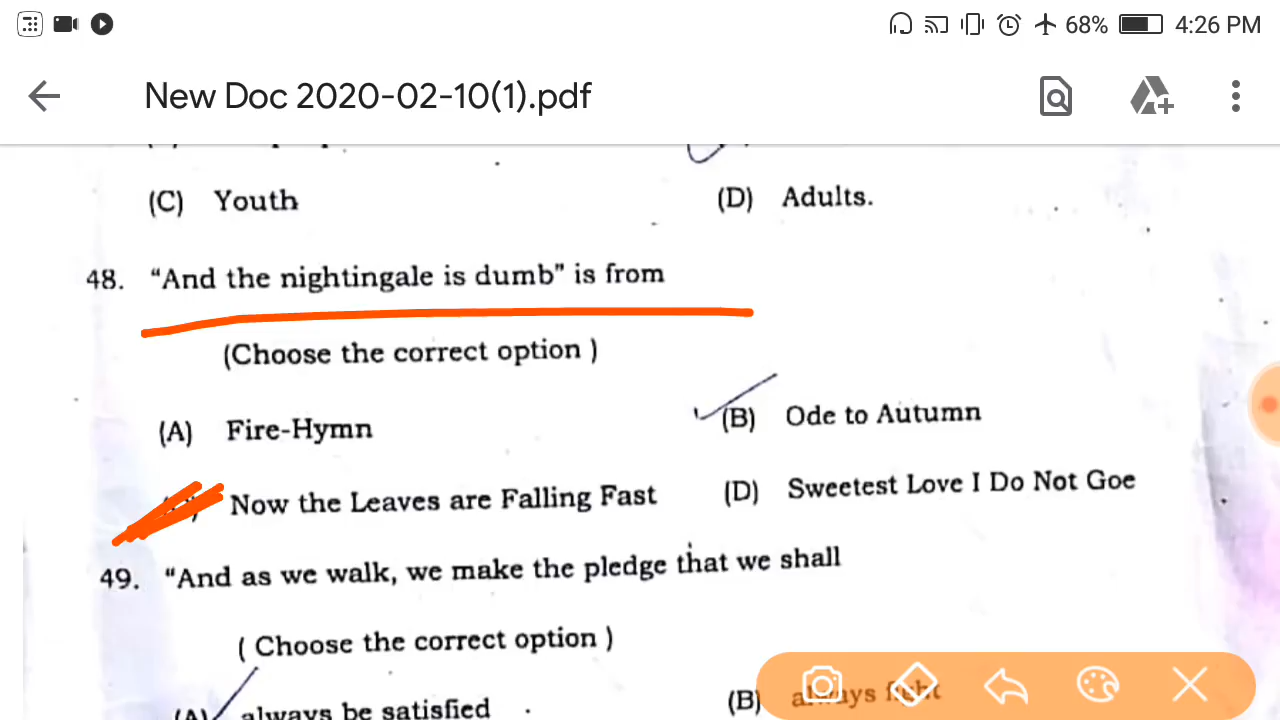 68% 4:26 PM
New Doc 2020-02-10(1).pdf
(C) Youth
(D) Adults.
48. "And the nightingale is dumb" is from
(Choose the correct option )
(A) Fire-Hymn
(B) Ode to Autumn
Now the Leaves are Falling Fast
(D) Sweetest Love I Do Not Goe
49. "And as we walk, we make the pledge that we shall
( Choose the correct option )
(A) always be satisfied
(B) always fight